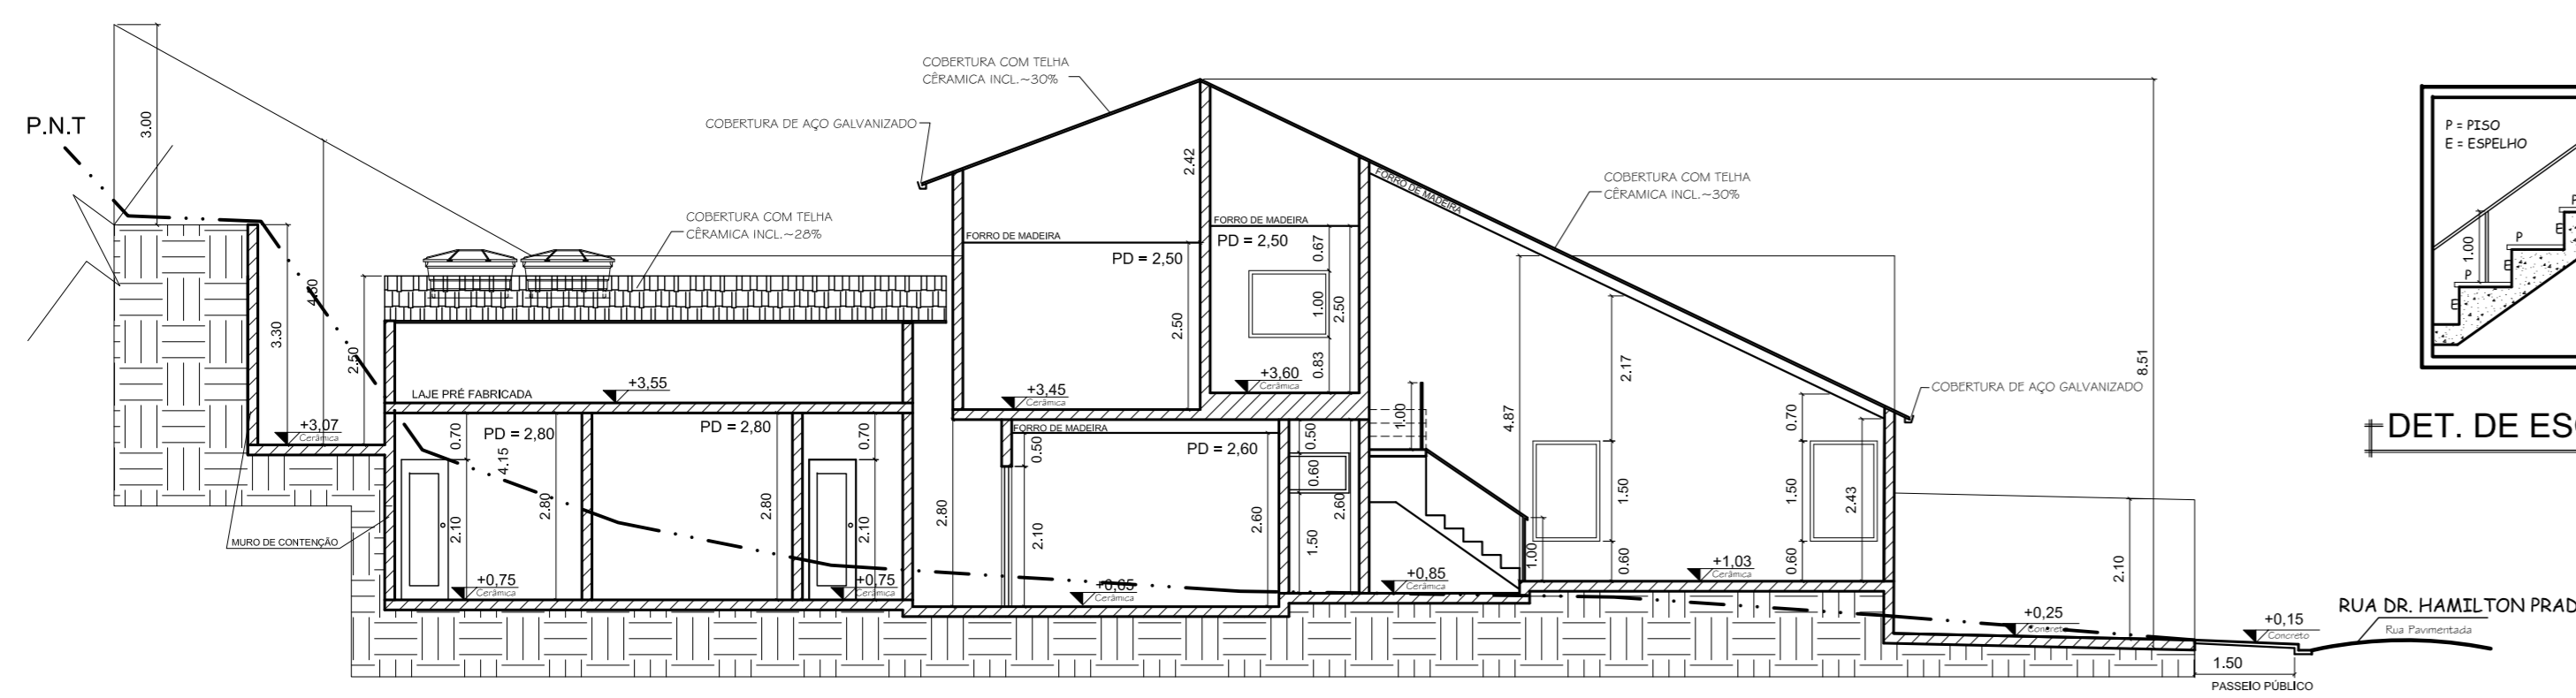 P.N.T
3.00
COBERTURA COM TELHA
CÊRAMICA INCL.~30%
COBERTURA DE AÇO GALVANIZADO
COBERTURA COM TELHA
CÊRAMICA INCL.~28%
COBERTURA COM TELHA
CÊRAMICA INCL.~30%
FORRO DE MADEIRA
2.42
FORRO DE MADEIRA
FORRO DE MADEIRA
PD = 2,50
PD = 2,50
0.67
1.00
2.50
0.83
2.50
3.30
2.50
2.17
4.87
8.51
COBERTURA DE AÇO GALVANIZADO
LAJE PRÉ FABRICADA
+3,55
Cerâmica
+3,45
Cerâmica
+3,60
Cerâmica
+3,07
Cerâmica
PD = 2,80
PD = 2,80
PD = 2,60
FORRO DE MADEIRA
0.70
4.15
2.10
2.80
2.80
0.70
2.10
2.80
0.50
2.10
2.60
0.50
0.60
1.50
2.60
1.00
1.00
1.50
0.60
0.70
1.50
0.60
2.43
2.10
MURO DE CONTENÇÃO
+0,75
Cerâmica
+0,75
Cerâmica
Cerâmica
+0,85
Cerâmica
+1,03
Cerâmica
+0,25
Concreto
+0,15
Concreto
1.50
PASSEIO PÚBLICO
RUA DR. HAMILTON
Rua Pavimentada
P = PISO
E = ESPELHO
1.00
P
E
P
E
P
E
DET. DE